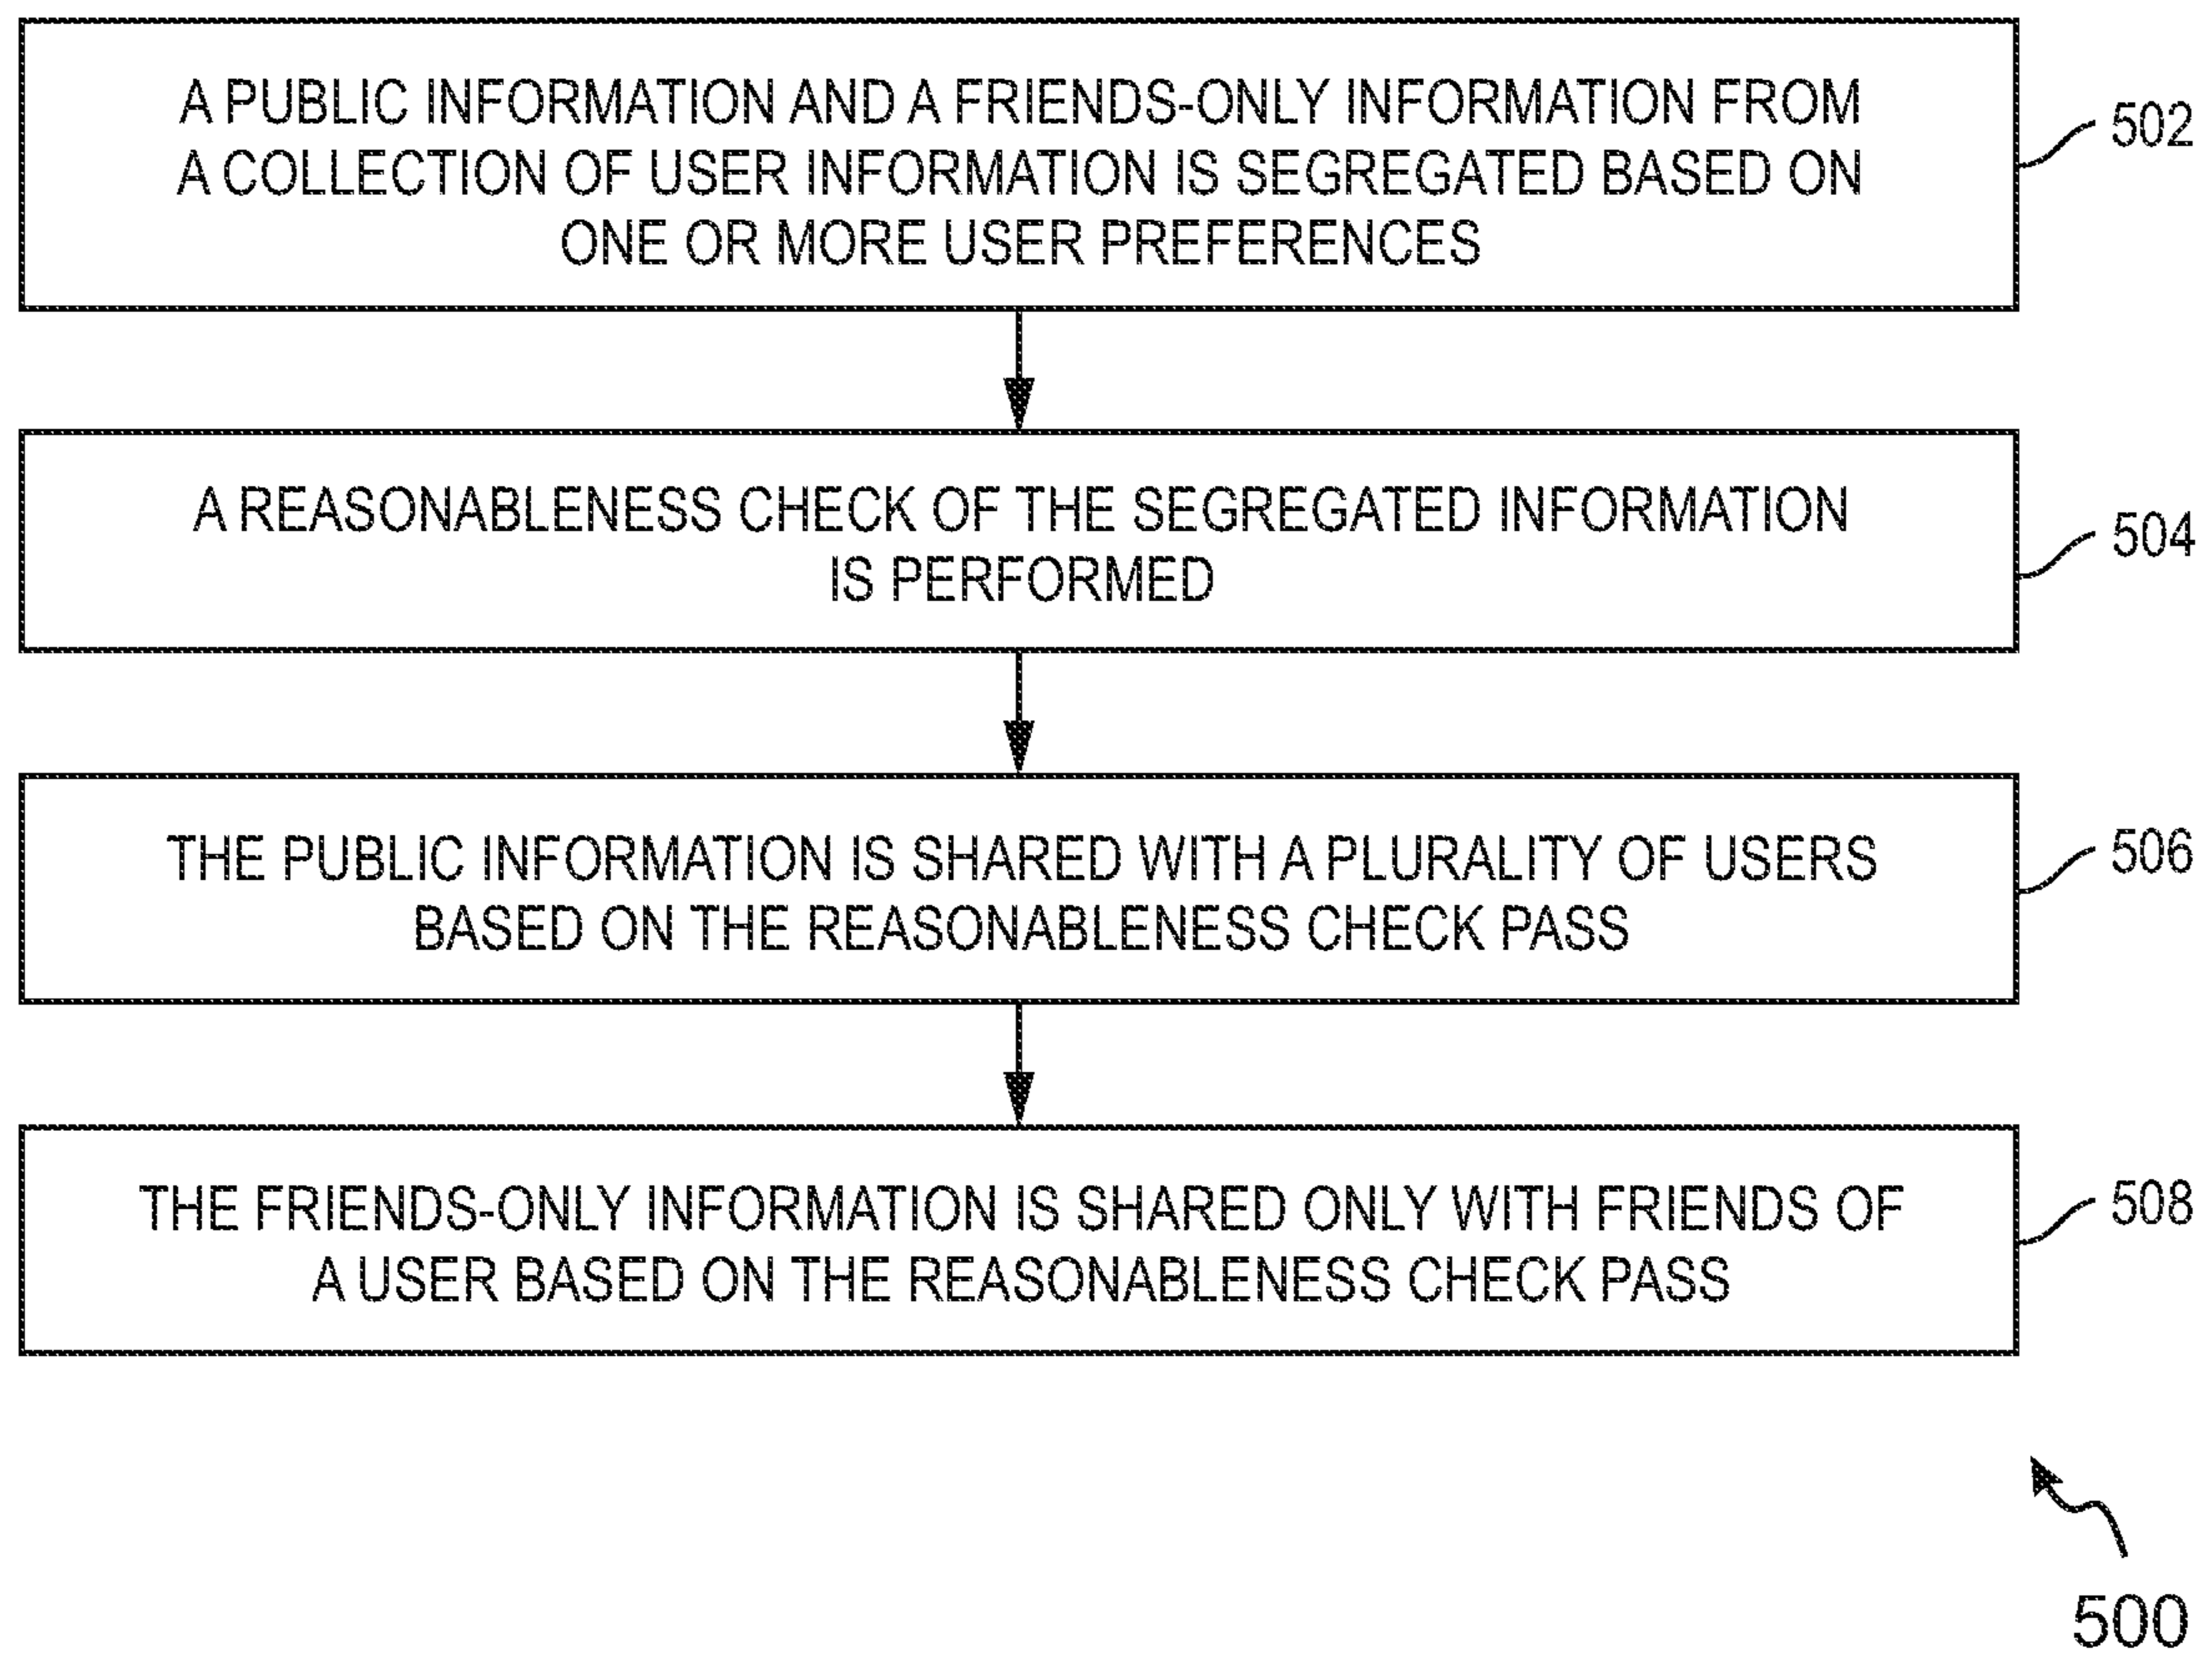 A PUBLIC INFORMATION AND A FRIENDS-ONLY INFORMATION FROM
A COLLECTION OF USER INFORMATION IS SEGREGATED BASED ON
ONE OR MORE USER PREFERENCES
502
A REASONABLENESS CHECK OF THE SEGREGATED INFORMATION
IS PERFORMED
504
THE PUBLIC INFORMATION IS SHARED WITH A PLURALITY OF USERS
BASED ON THE REASONABLENESS CHECK PASS
506
THE FRIENDS-ONLY INFORMATION IS SHARED ONLY WITH FRIENDS OF
A USER BASED ON THE REASONABLENESS CHECK PASS
508
500